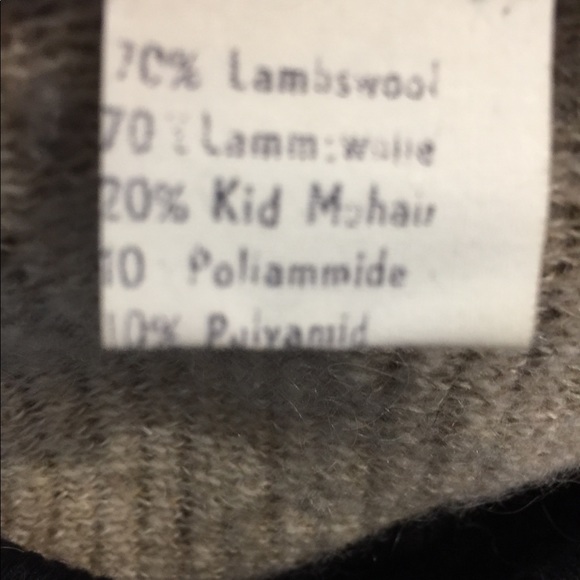 70% Lambswool
70% Lammwolle
20% Kid Mohair
10 Poliammide
10% Polyamid